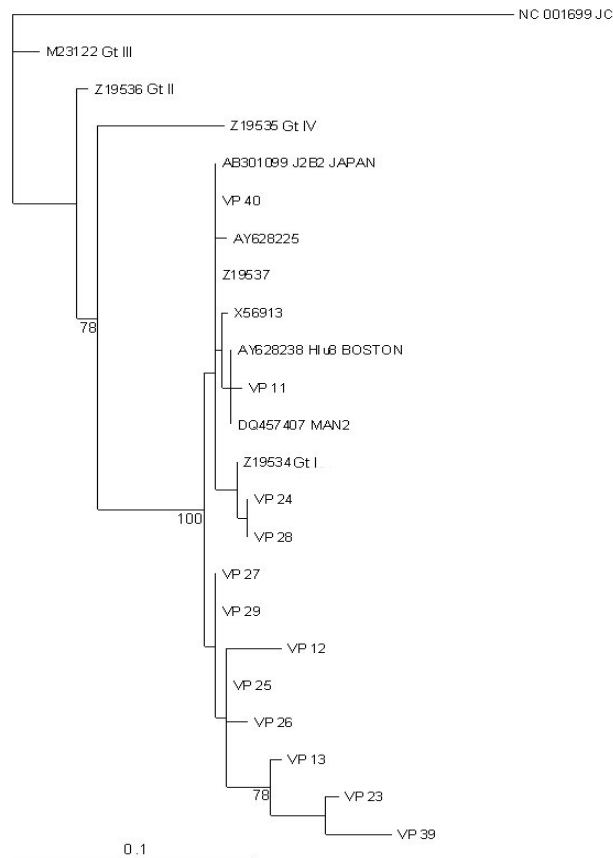 NC 001699 JC
M23122 Gt III
Z19536 Gt II
Z19535 Gt IV
AB301099 J2B2 JAPAN
VP 40
AY628225
Z19537
X56913
AY628238 HIu8 BOSTON
VP 11
DQ457407 MAN2
Z19534 Gt I
VP 24
VP 28
VP 27
VP 29
VP 12
VP 25
VP 26
VP 13
VP 23
VP 39
78
100
78
0.1